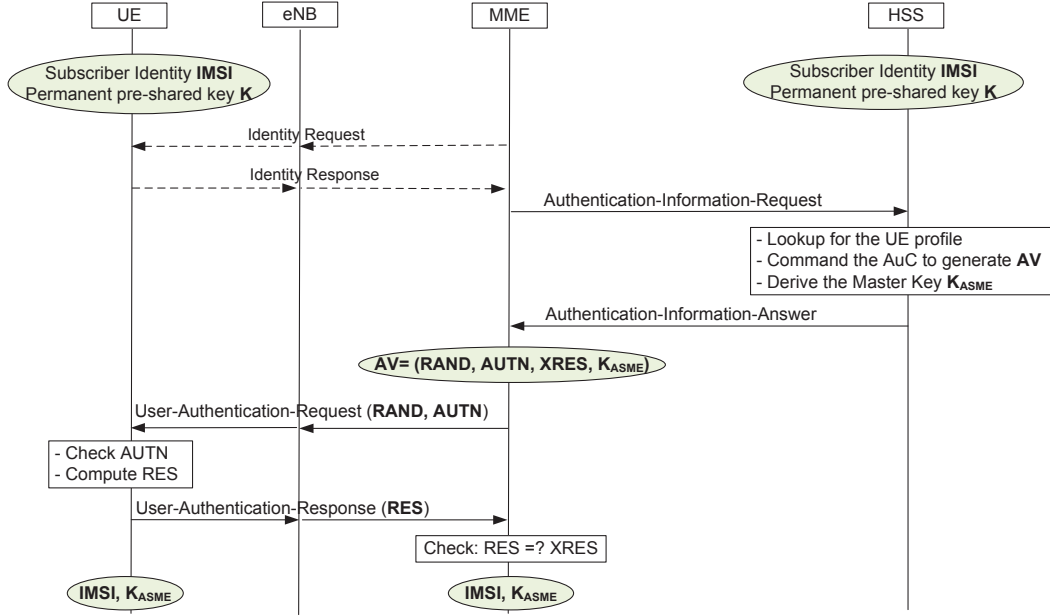 UE
eNB
MME
HSS
Subscriber Identity IMSI
Permanent pre-shared key K
Subscriber Identity IMSI
Permanent pre-shared key K
Identity Request
Identity Response
Authentication-Information-Request
- Lookup for the UE profile
- Command the AuC to generate AV
- Derive the Master Key KASME
Authentication-Information-Answer
AV= (RAND, AUTN, XRES, KASME)
User-Authentication-Request (RAND, AUTN)
- Check AUTN
- Compute RES
User-Authentication-Response (RES)
Check: RES =? XRES
IMSI, KASME
IMSI, KASME